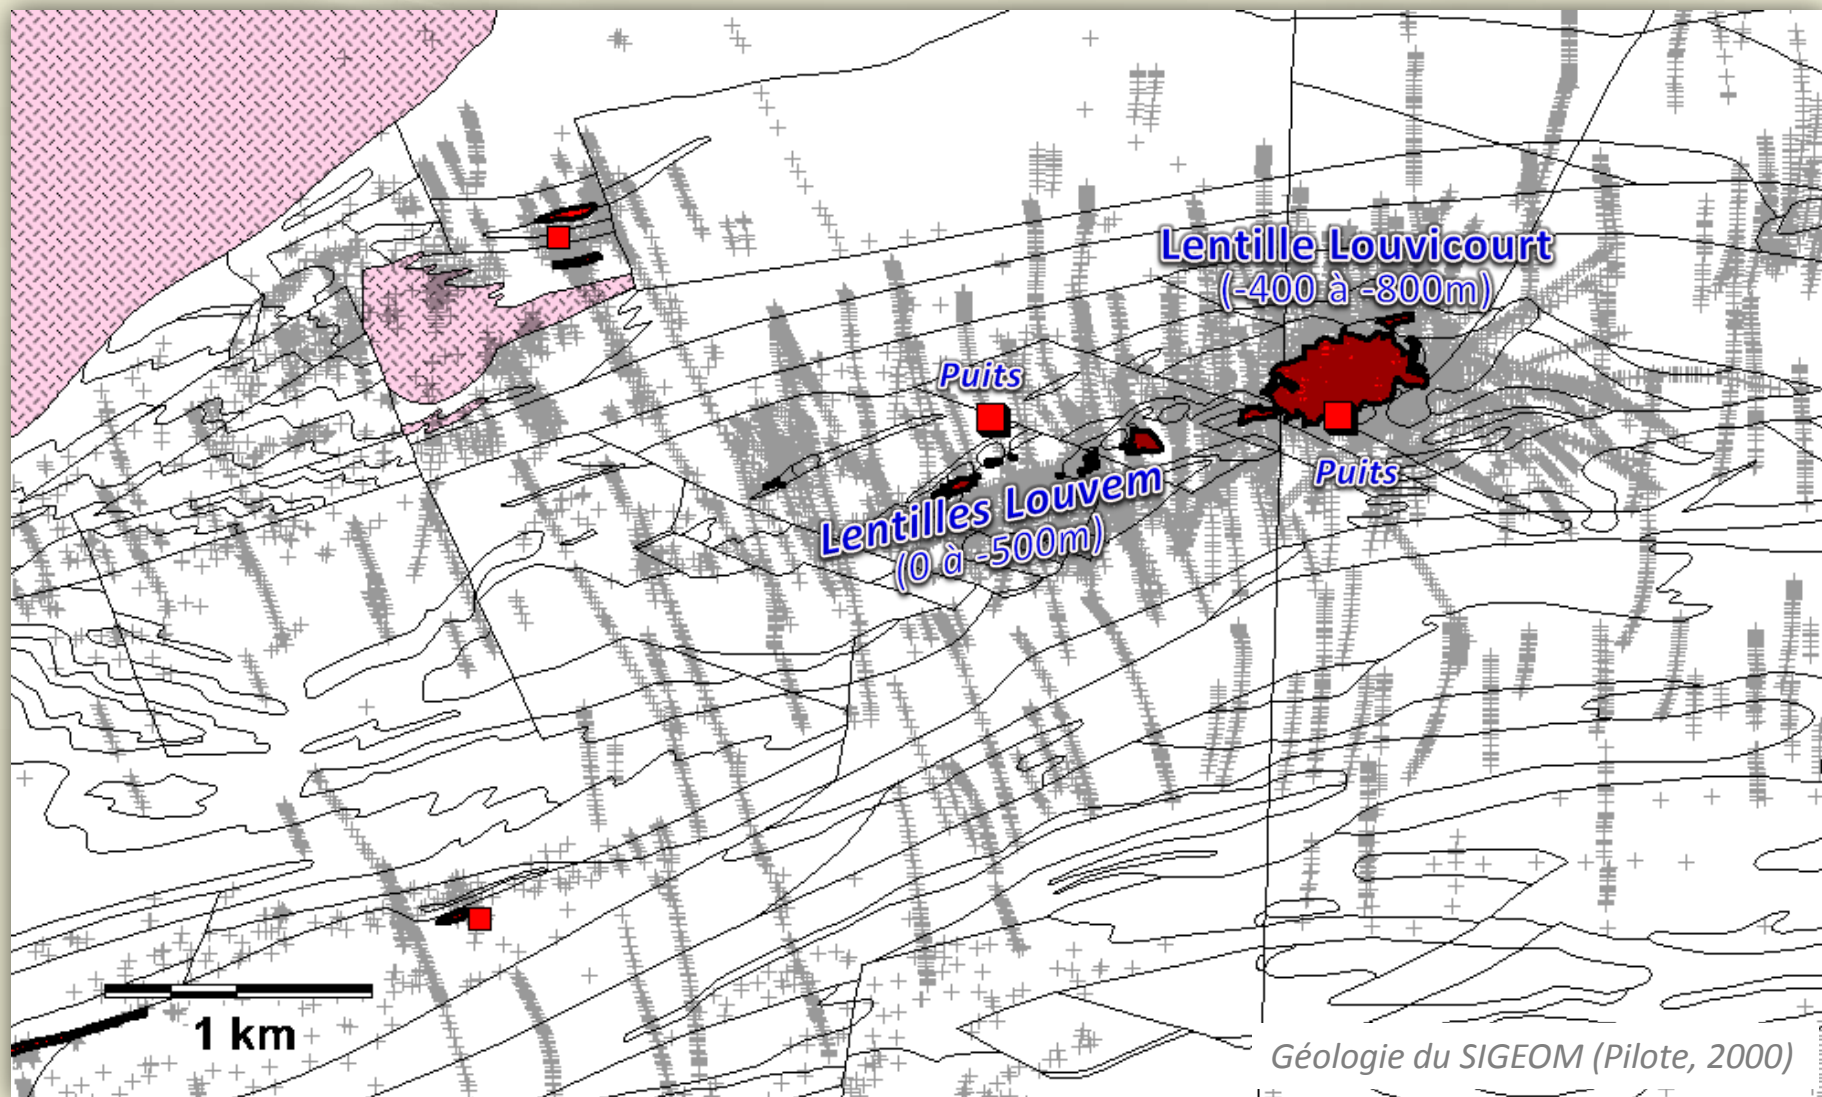 Lentille Louvicourt
(-400 à -800m)
Puits
Puits
Lentilles Louvem
(0 à -500m)
1 km
Géologie du SIGEOM (Pilote, 2000)